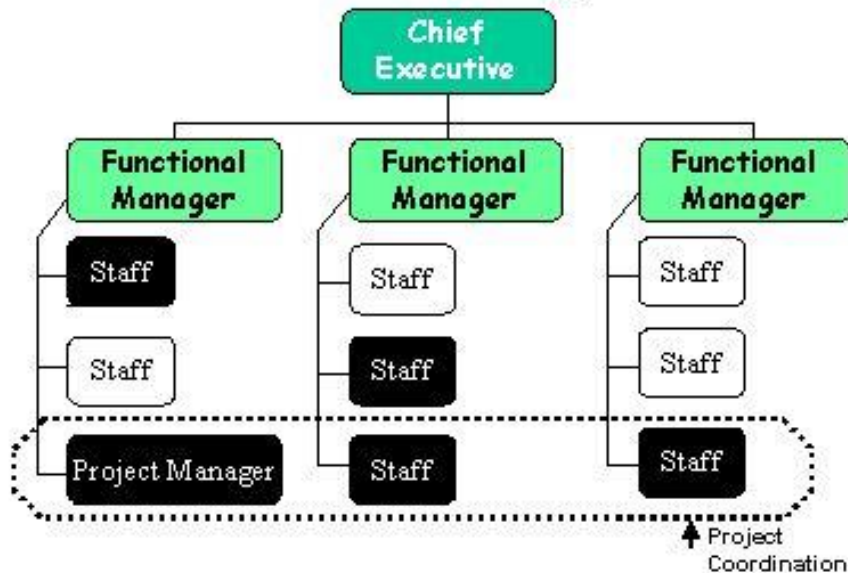 Chief
Executive
Functional
Manager
Functional
Manager
Functional
Manager
Staff
Staff
Staff
Staff
Staff
Staff
Project Manager
Staff
Staff
Project
Coordination